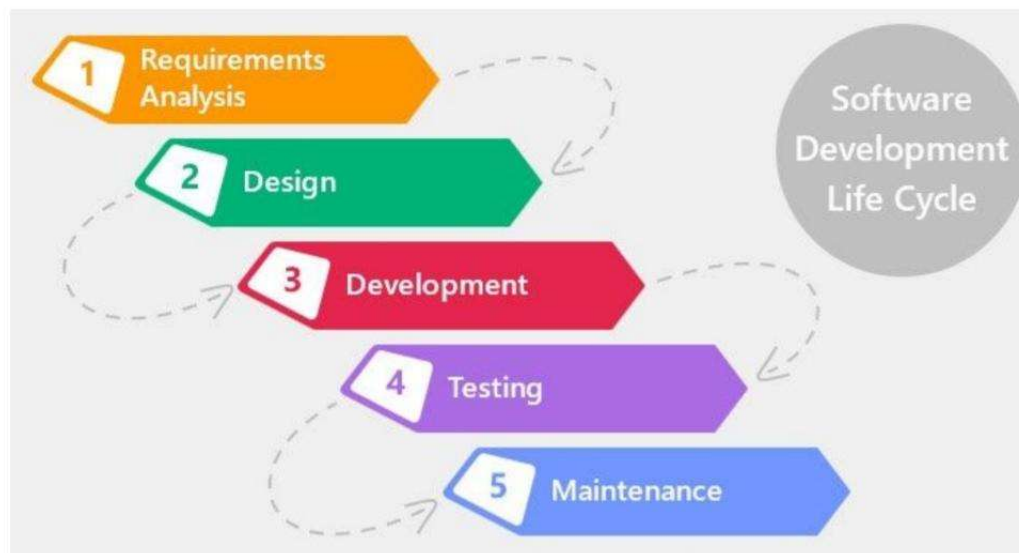 1
Requirements
Analysis
2
Design
3
Development
4
Testing
5
Maintenance
Software
Development
Life Cycle